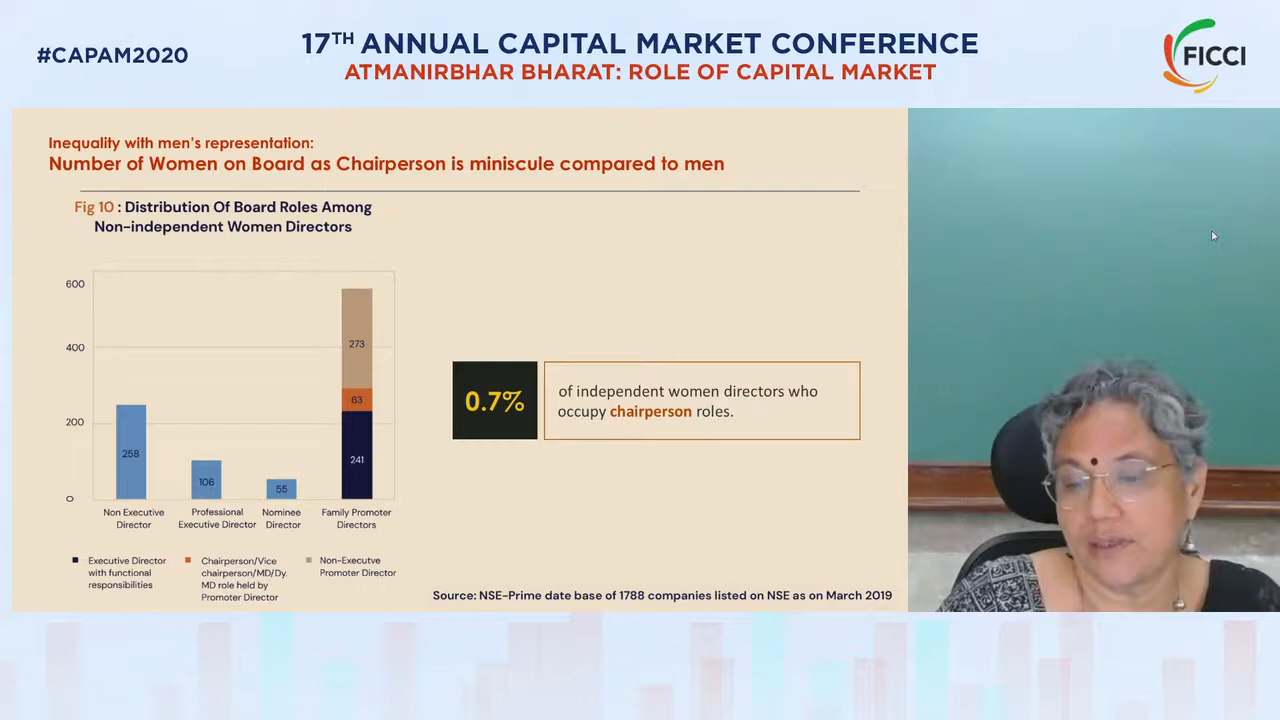 #CAPAM2020
17TH ANNUAL CAPITAL MARKET CONFERENCE
ATMANIRBHAR BHARAT: ROLE OF CAPITAL MARKET
FICCI
Inequality with men's representation:
Number of Women on Board as Chairperson is miniscule compared to men
Fig 10 : Distribution Of Board Roles Among
Non-independent Women Directors
600
400
200
0
258
106
55
273
63
241
Non Executive
Director
Professional
Executive Director
Nominee
Director
Family Promoter
Directors
Executive Director
with functional
responsibilities
Chairperson/Vice
chairperson/MD/Dy.
MD role held by
Promoter Director
Non-Executve
Promoter Director
0.7%
of independent women directors who
occupy chairperson roles.
Source: NSE-Prime date base of 1788 companies listed on NSE as on March 2019